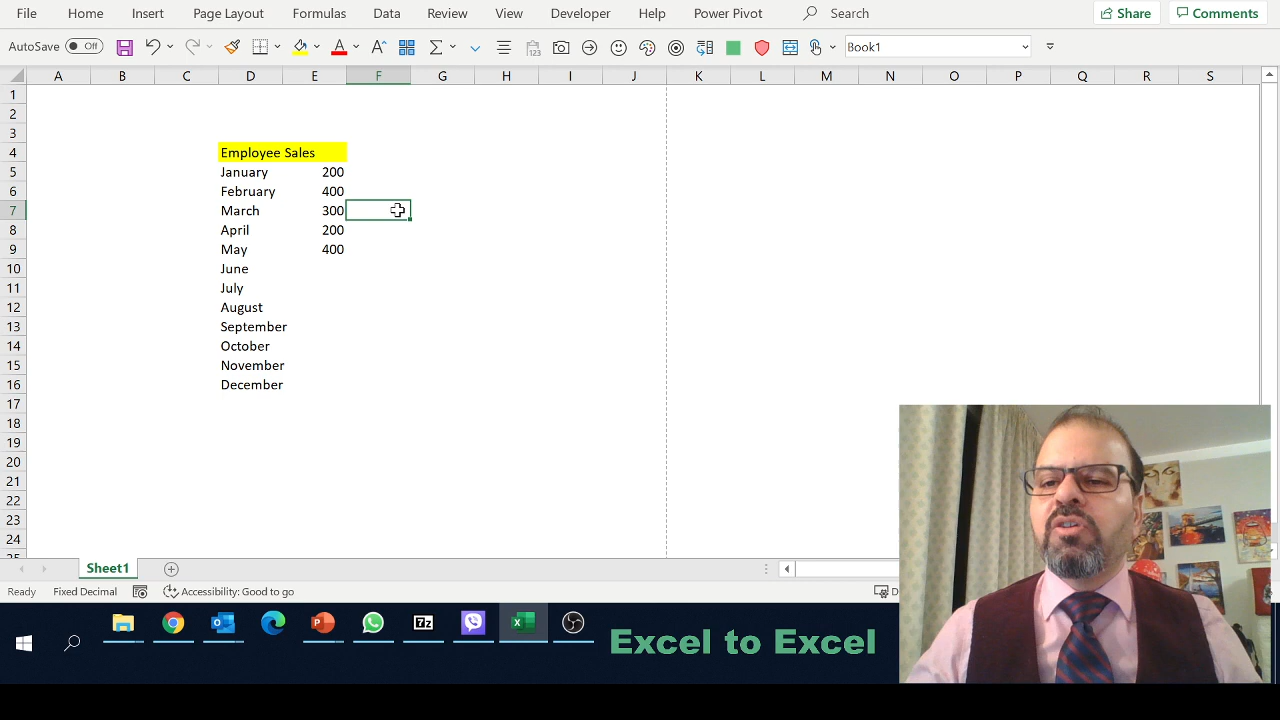 File Home Insert Page Layout Formulas Data Review View Developer Help Power Pivot Search Share Comments
AutoSave Off Book1
A B C D E F G H I J K L M N O P Q R S
1
2
3
4 Employee Sales
5 January 200
6 February 400
7 March 300
8 April 200
9 May 400
10 June
11 July
12 August
13 September
14 October
15 November
16 December
17
18
19
20
21
22
23
24
25
Sheet1
Ready Fixed Decimal Accessibility: Good to go D
7z
Excel to Excel